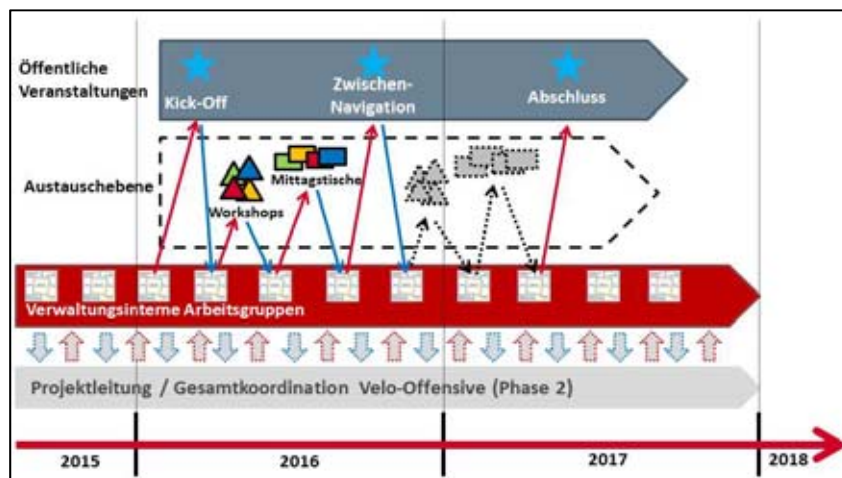 Öffentliche
Veranstaltungen
Kick-Off
Zwischen-
Navigation
Abschluss
Austauschebene
Workshops
Mittagstische
Verwaltungsinterne Arbeitsgruppen
Projektleitung / Gesamtkoordination Velo-Offensive (Phase 2)
2015
2016
2017
2018